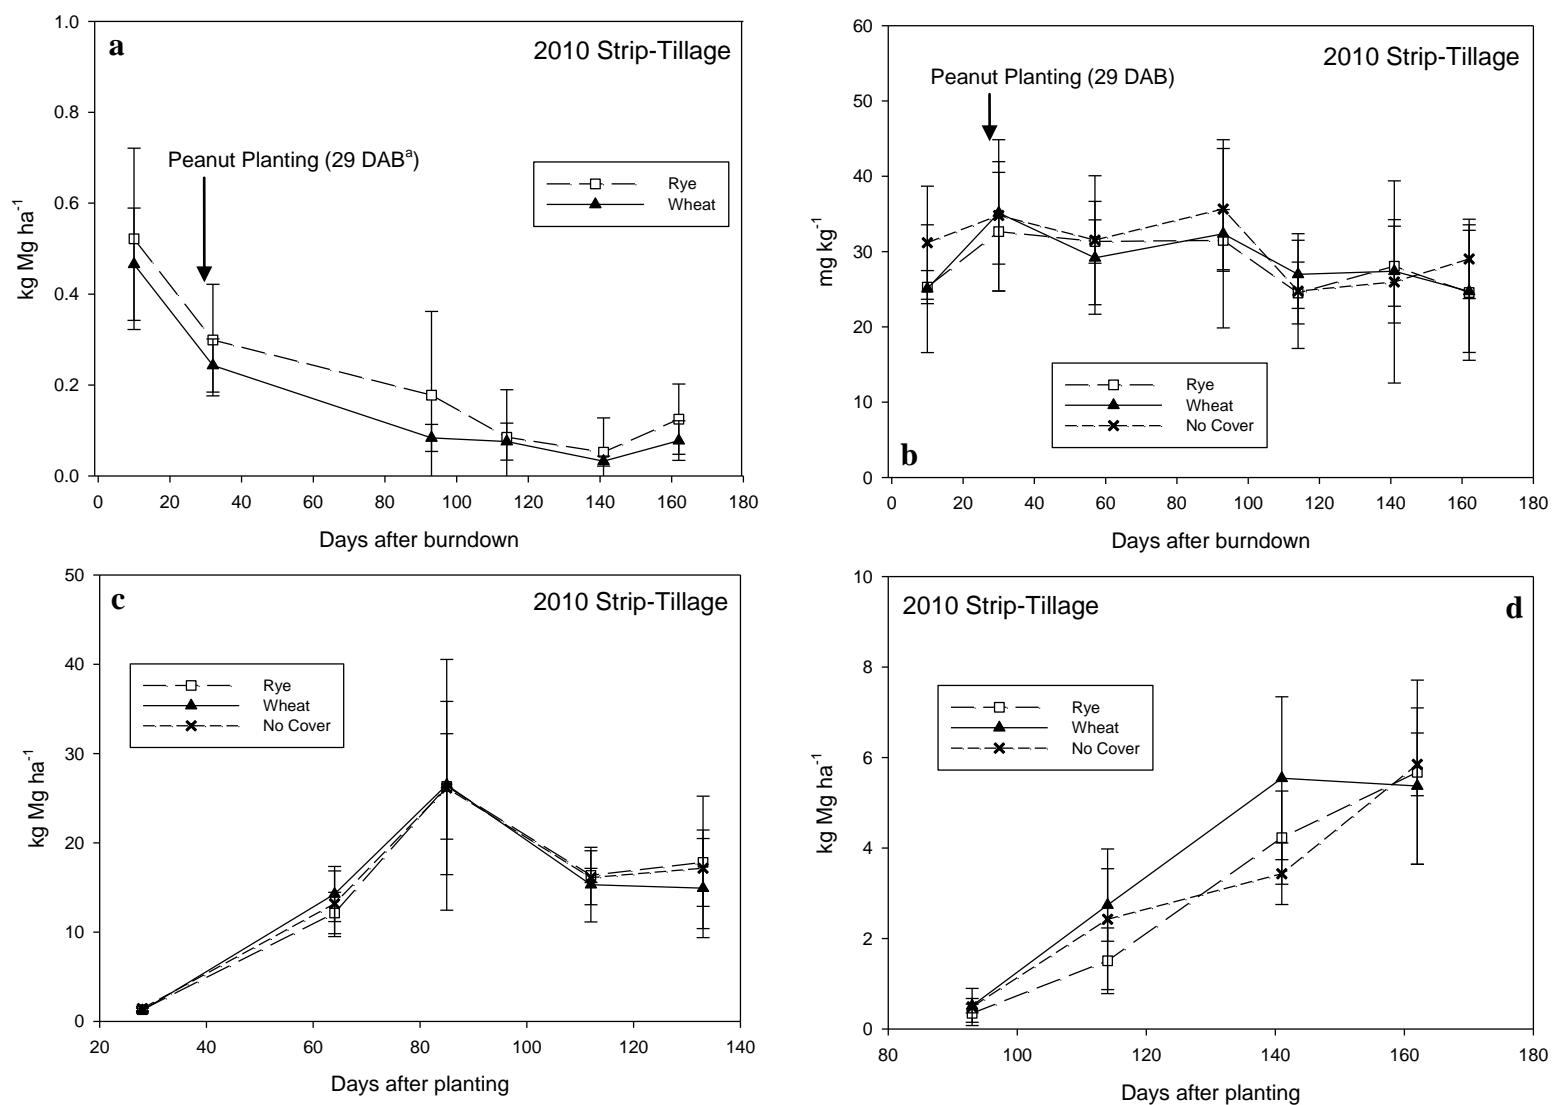 a
2010 Strip-Tillage
Peanut Planting (29 DABᵃ)
Rye
Wheat
kg Mg ha⁻¹
1.0
0.8
0.6
0.4
0.2
0.0
0 20 40 60 80 100 120 140 160 180
Days after burndown
2010 Strip-Tillage
Peanut Planting (29 DAB)
Rye
Wheat
No Cover
b
mg kg⁻¹
60
50
40
30
20
10
0
0 20 40 60 80 100 120 140 160 180
Days after burndown
c
2010 Strip-Tillage
Rye
Wheat
No Cover
kg Mg ha⁻¹
50
40
30
20
10
0
20 40 60 80 100 120 140
Days after planting
2010 Strip-Tillage
d
Rye
Wheat
No Cover
kg Mg ha⁻¹
10
8
6
4
2
0
80 100 120 140 160 180
Days after planting